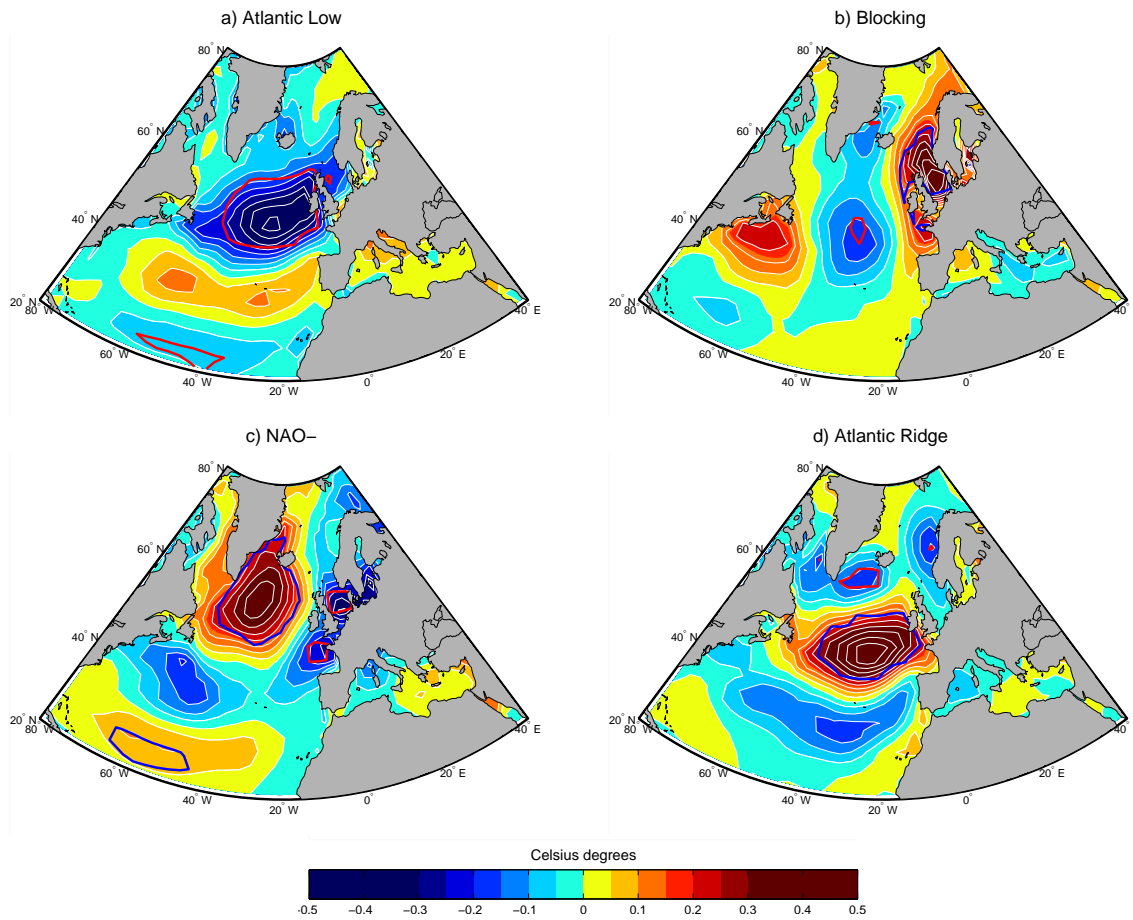 a) Atlantic Low
80° N
60° N
40° N
20° N
80° W
60° W
40° W
20° W
0°
20° E
40° E
b) Blocking
80° N
60° N
40° N
20° N
80° W
60° W
40° W
20° W
0°
20° E
40° E
c) NAO−
80° N
60° N
40° N
20° N
80° W
60° W
40° W
20° W
0°
20° E
40° E
d) Atlantic Ridge
80° N
60° N
40° N
20° N
80° W
60° W
40° W
20° W
0°
20° E
40° E
Celsius degrees
-0.5 −0.4 −0.3 −0.2 −0.1 0 0.1 0.2 0.3 0.4 0.5